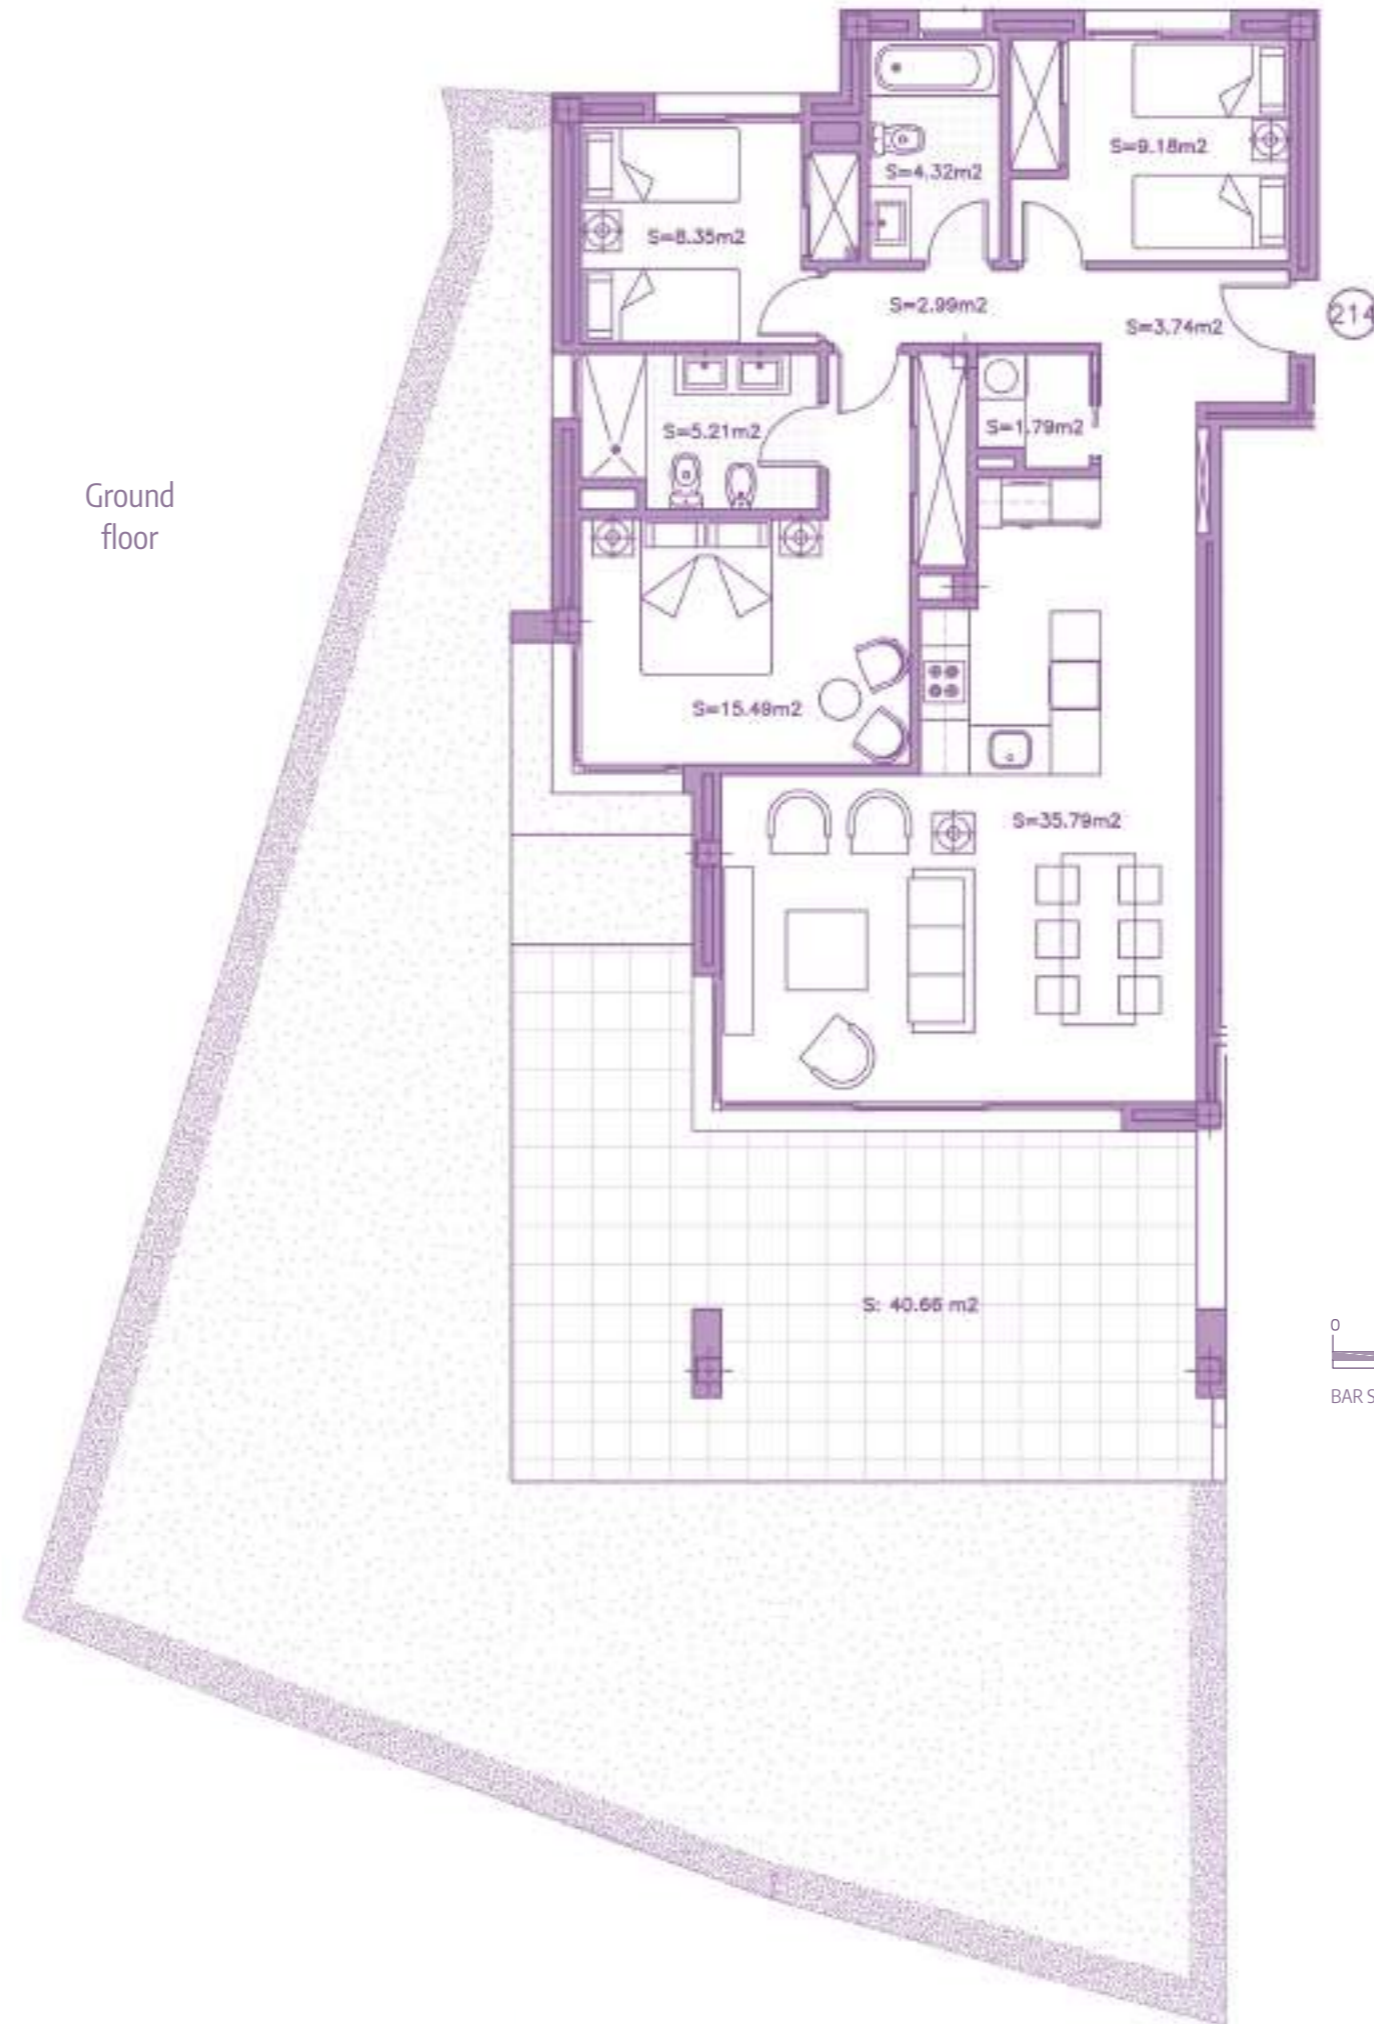 S=9.18m2
S=4.32m2
S=8.35m2
S=2.99m2
214
S=3.74m2
S=1.79m2
S=5.21m2
Ground
floor
S=15.49m2
S=35.79m2
S: 40.66 m2
0
BAR S